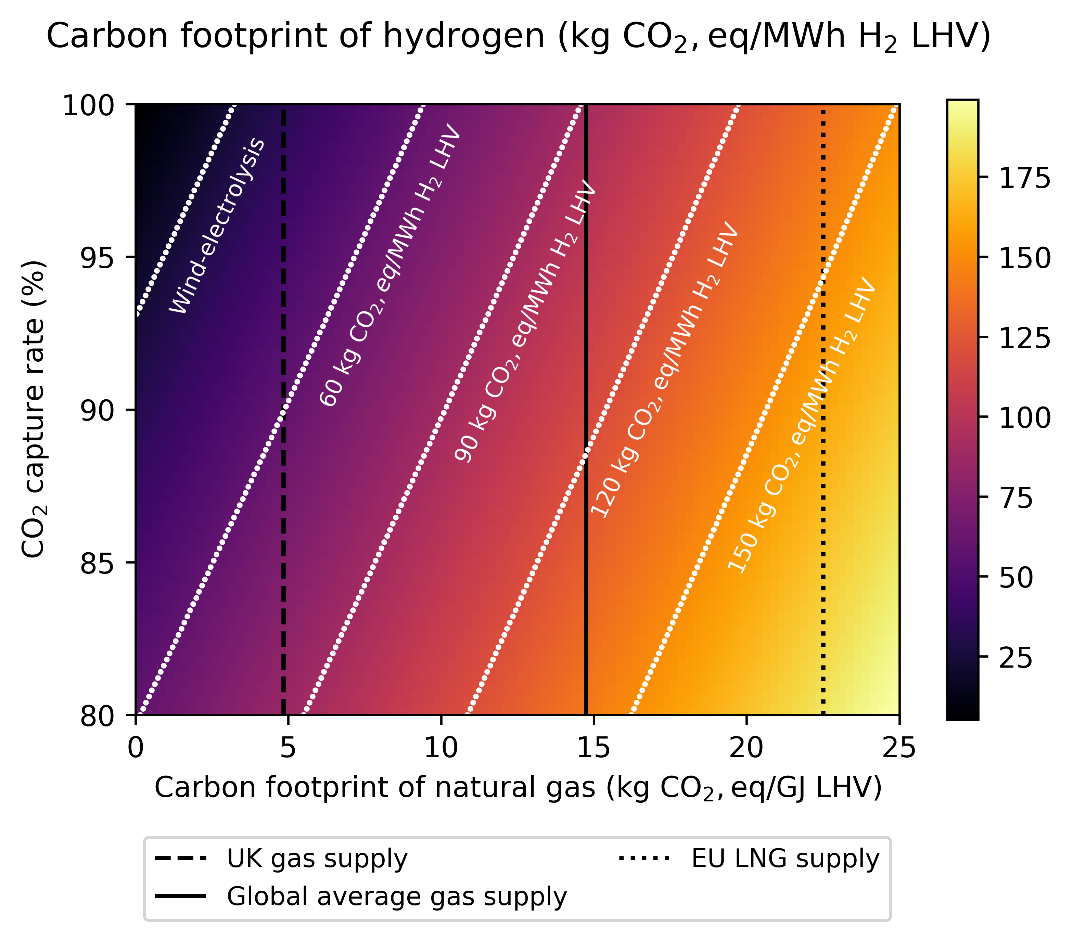 Carbon footprint of hydrogen (kg CO₂, eq/MWh H₂ LHV)
100
95
90
85
80
CO₂ capture rate (%)
Wind-electrolysis
60 kg CO₂, eq/MWh H₂ LHV
90 kg CO₂, eq/MWh H₂ LHV
120 kg CO₂, eq/MWh H₂ LHV
150 kg CO₂, eq/MWh H₂ LHV
175
150
125
100
75
50
25
0 5 10 15 20 25
Carbon footprint of natural gas (kg CO₂, eq/GJ LHV)
UK gas supply
Global average gas supply
EU LNG supply